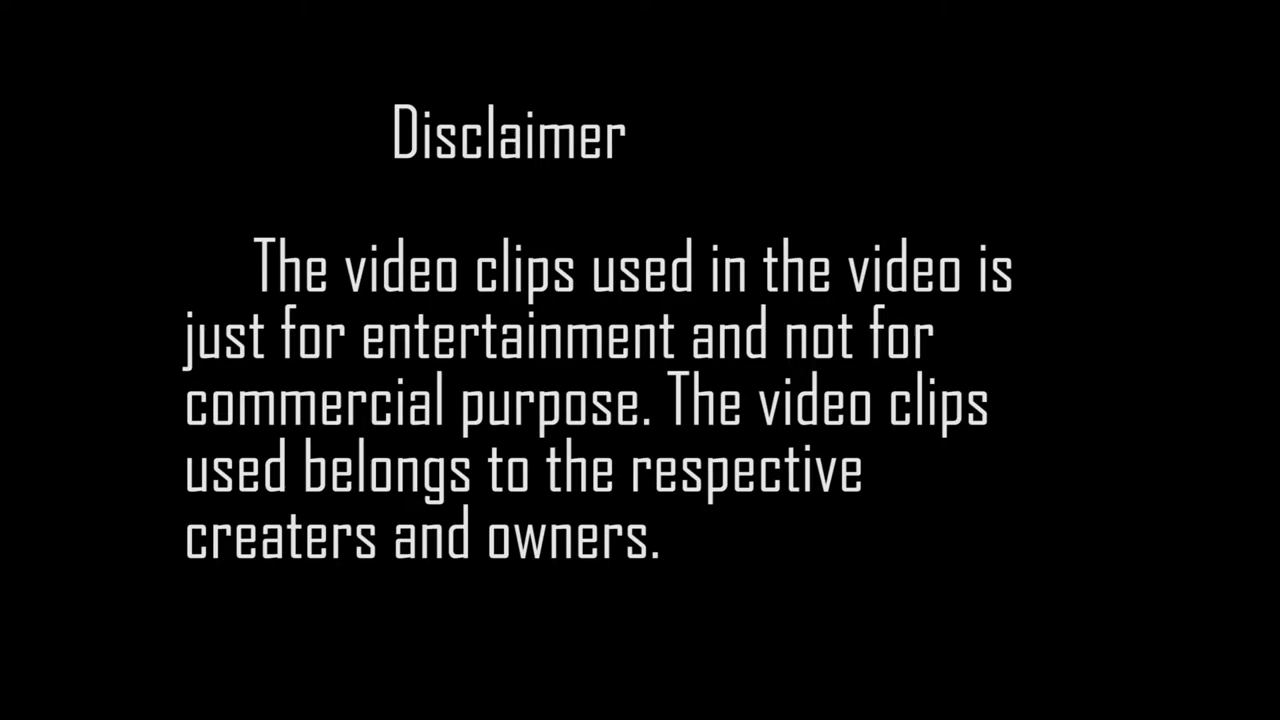 Disclaimer
The video clips used in the video is
just for entertainment and not for
commercial purpose. The video clips
used belongs to the respective
creaters and owners.